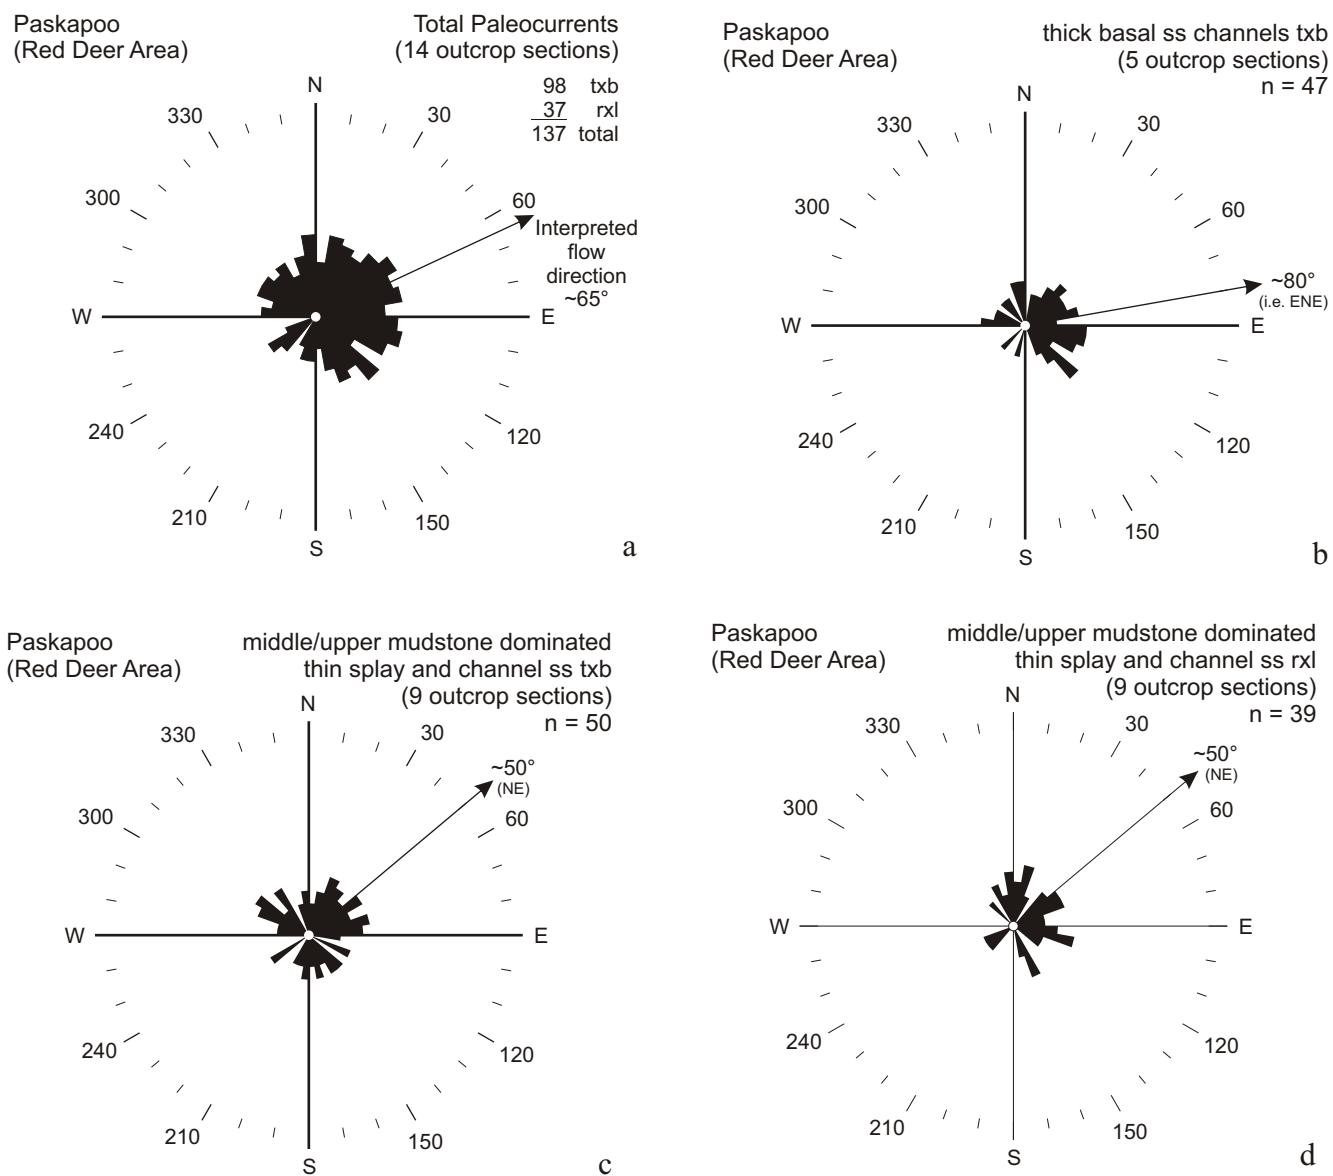 Paskapoo
(Red Deer Area)
Total Paleocurrents
(14 outcrop sections)
98 txb
37 rxl
137 total
N
30
60
E
120
150
S
210
240
W
300
330
Interpreted
flow
direction
~65°
a
Paskapoo
(Red Deer Area)
thick basal ss channels txb
(5 outcrop sections)
n = 47
N
30
60
E
120
150
S
210
240
W
300
330
~80°
(i.e. ENE)
b
Paskapoo
(Red Deer Area)
middle/upper mudstone dominated
thin splay and channel ss txb
(9 outcrop sections)
n = 50
N
30
60
E
120
150
S
210
240
W
300
330
~50°
(NE)
c
Paskapoo
(Red Deer Area)
middle/upper mudstone dominated
thin splay and channel ss rxl
(9 outcrop sections)
n = 39
N
30
60
E
120
150
S
210
240
W
300
330
~50°
(NE)
d